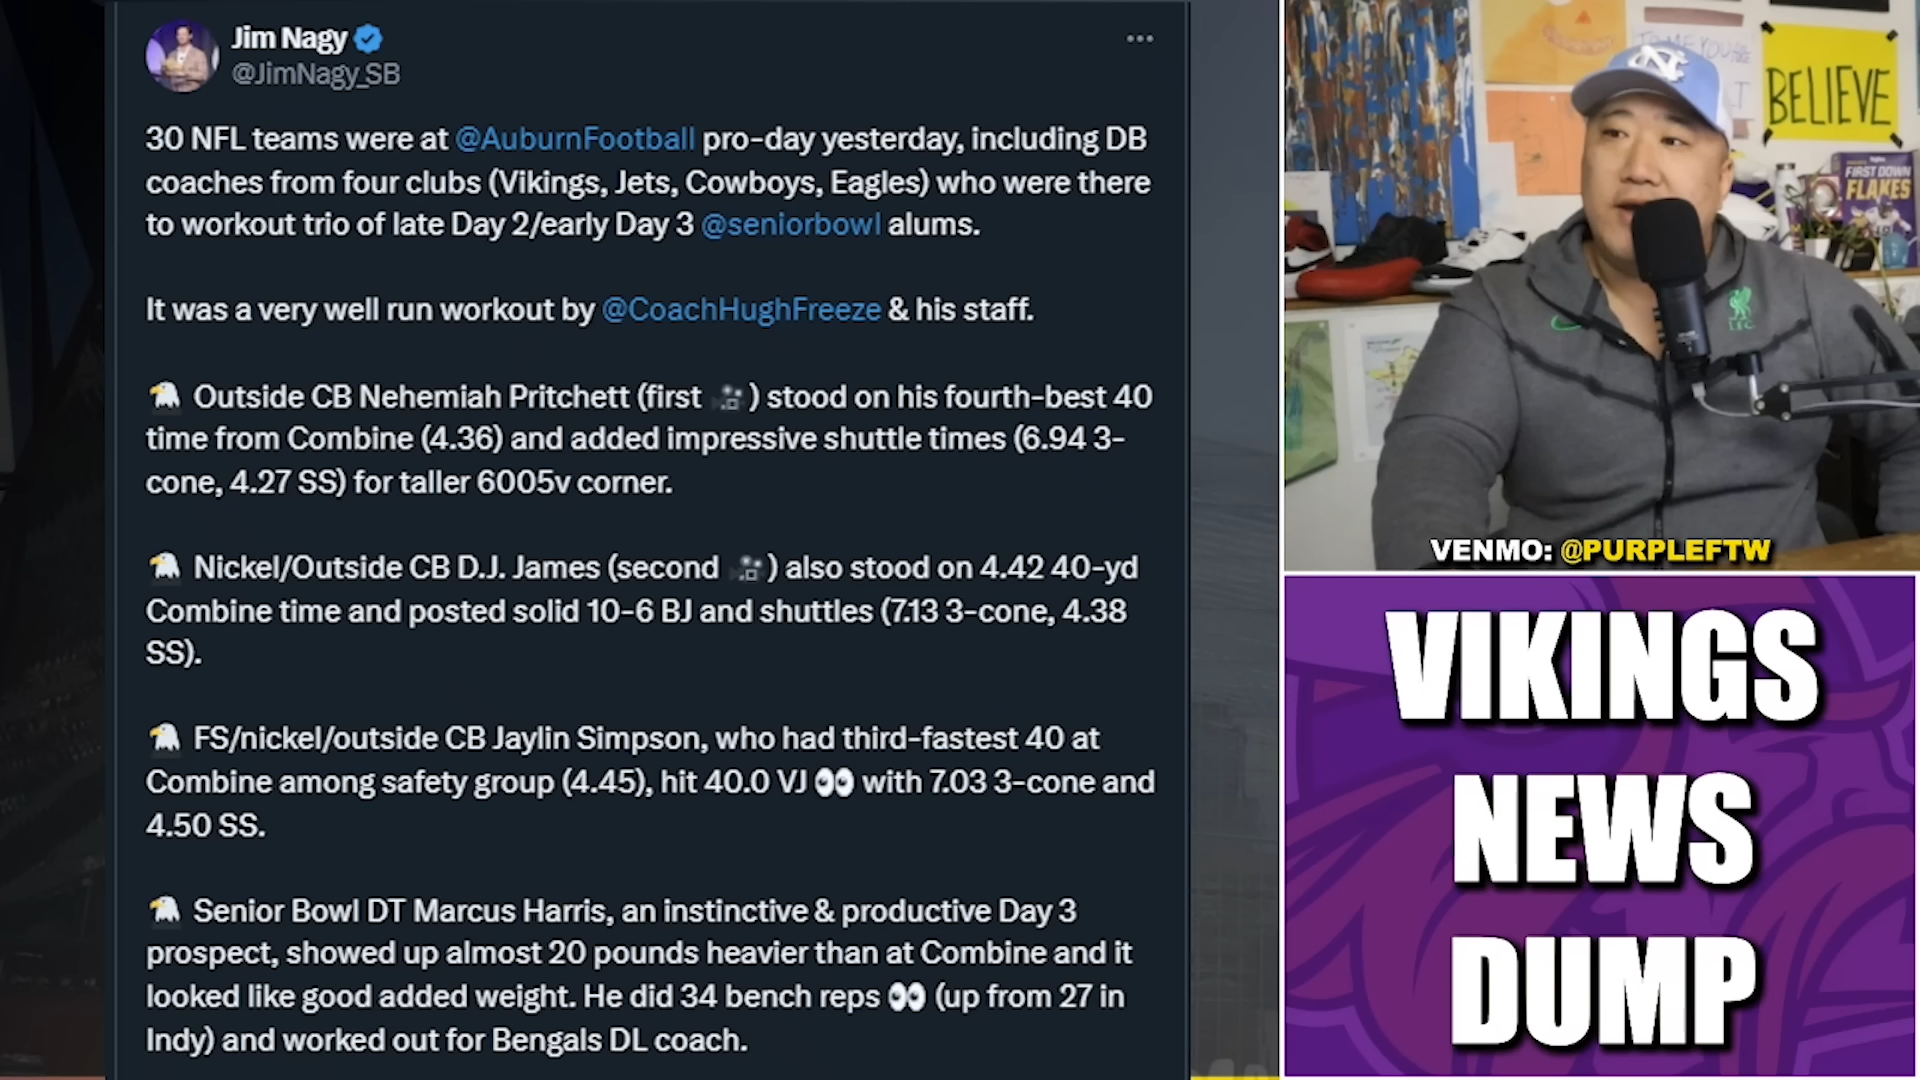 Jim Nagy
@JimNagy_SB
30 NFL teams were at @AuburnFootball pro-day yesterday, including DB
coaches from four clubs (Vikings, Jets, Cowboys, Eagles) who were there
to workout trio of late Day 2/early Day 3 @seniorbowl alums.
It was a very well run workout by @CoachHughFreeze & his staff.
🦅 Outside CB Nehemiah Pritchett (first 🎥) stood on his fourth-best 40
time from Combine (4.36) and added impressive shuttle times (6.94 3-
cone, 4.27 SS) for taller 6005v corner.
🦅 Nickel/Outside CB D.J. James (second 🎥) also stood on 4.42 40-yd
Combine time and posted solid 10-6 BJ and shuttles (7.13 3-cone, 4.38
SS).
🦅 FS/nickel/outside CB Jaylin Simpson, who had third-fastest 40 at
Combine among safety group (4.45), hit 40.0 VJ 👀 with 7.03 3-cone and
4.50 SS.
🦅 Senior Bowl DT Marcus Harris, an instinctive & productive Day 3
prospect, showed up almost 20 pounds heavier than at Combine and it
looked like good added weight. He did 34 bench reps 👀 (up from 27 in
Indy) and worked out for Bengals DL coach.
NC
BELIEVE
FIRST DOWN
FLAKES
L.F.C.
VENMO: @PURPLEFTW
VIKINGS
NEWS
DUMP